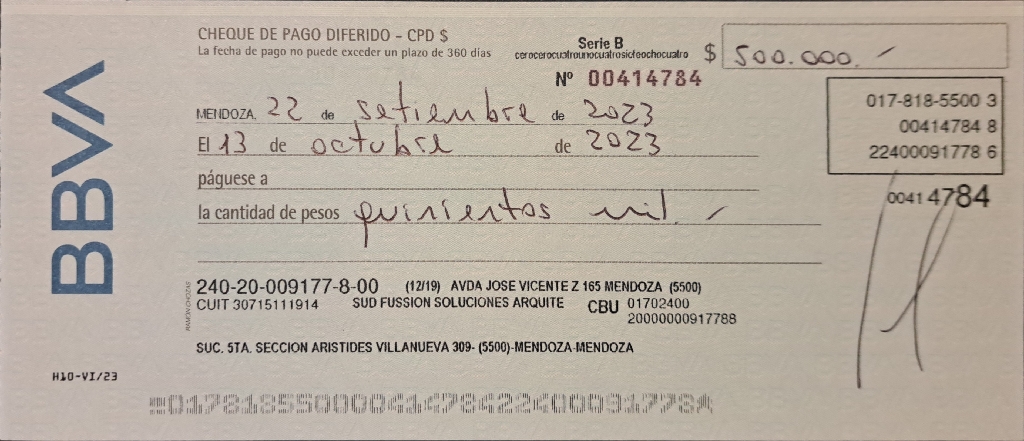 BBVA
CHEQUE DE PAGO DIFERIDO - CPD $
La fecha de pago no puede exceder un plazo de 360 días
Serie B
cerocerocuatrounocuatrosieteochocuatro
$ 500.000.-
Nº 00414784
017-818-5500 3
00414784 8
22400091778 6
MENDOZA, 22 de setiembre de 2023
El 13 de octubre de 2023
páguese a
00414784
la cantidad de pesos quinientos mil. -
240-20-009177-8-00 (12/19) AVDA JOSE VICENTE Z 165 MENDOZA (5500)
CUIT 30715111914 SUD FUSSION SOLUCIONES ARQUITE CBU 01702400
20000000917788
RAMON CHOZAS
SUC. 5TA. SECCION ARISTIDES VILLANUEVA 309- (5500)-MENDOZA-MENDOZA
H10-VI/23